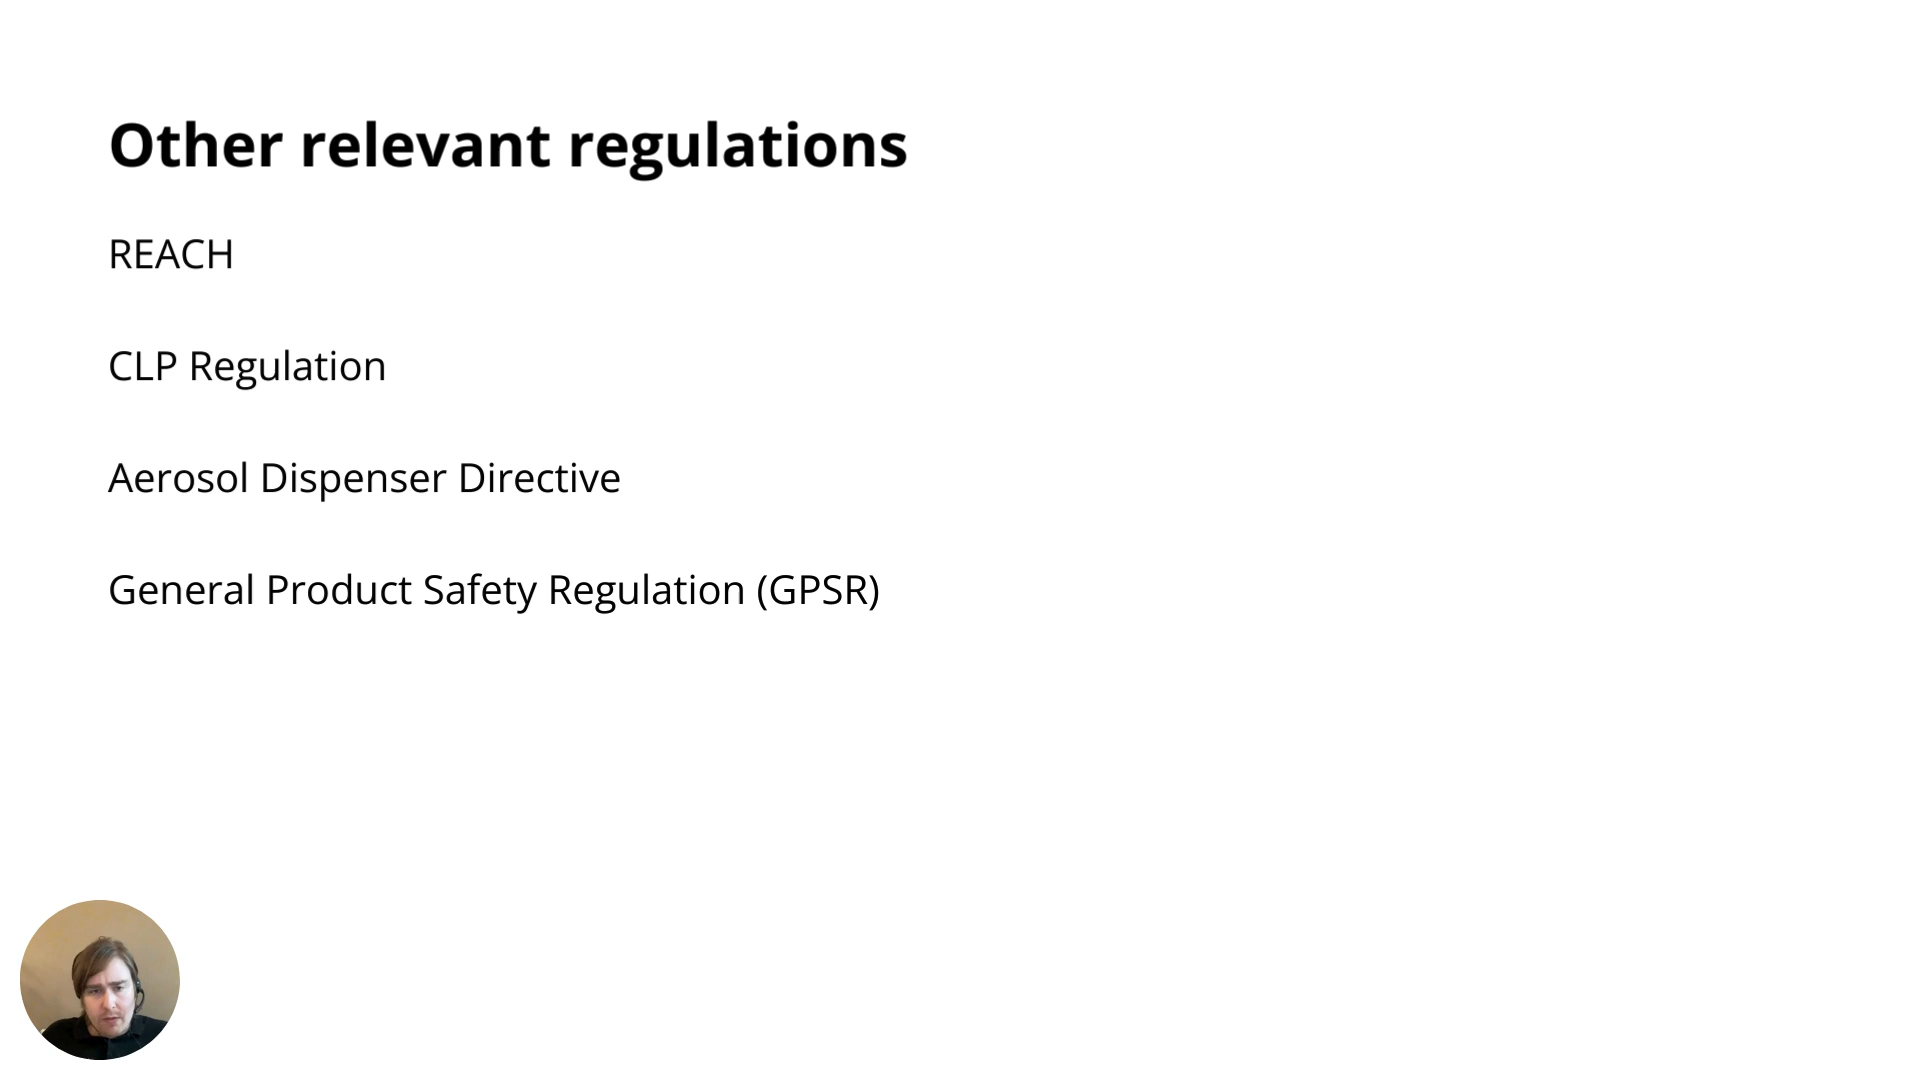 Other relevant regulations
REACH
CLP Regulation
Aerosol Dispenser Directive
General Product Safety Regulation (GPSR)